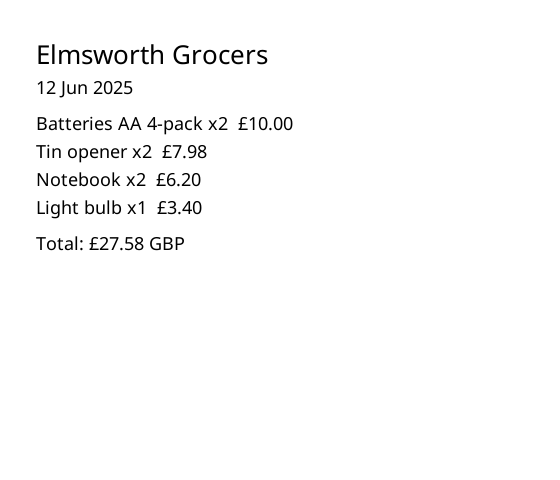 Elmsworth Grocers
12 Jun 2025
Batteries AA 4-pack x2  £10.00
Tin opener x2  £7.98
Notebook x2  £6.20
Light bulb x1  £3.40
Total: £27.58 GBP